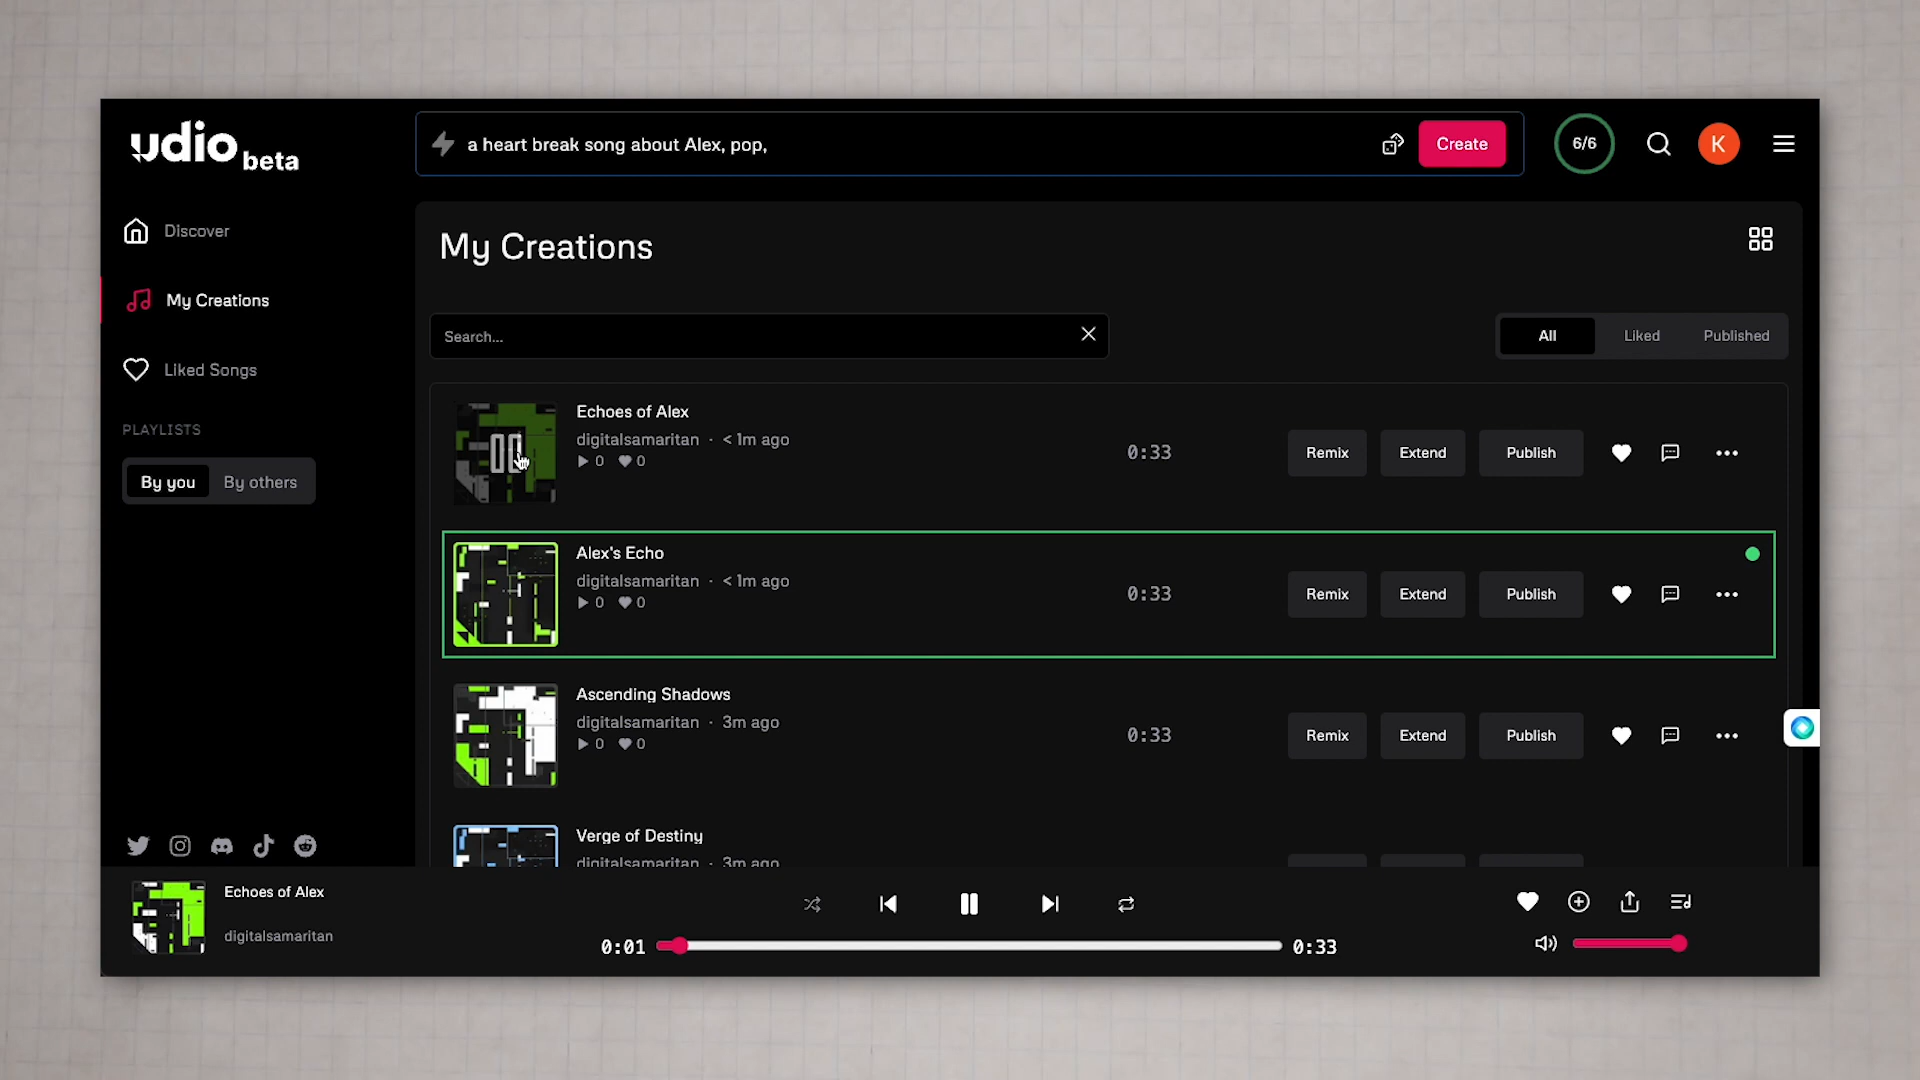 udio beta
a heart break song about Alex, pop,
Create
6/6
K
Discover
My Creations
Liked Songs
PLAYLISTS
By you
By others
My Creations
Search...
All
Liked
Published
Echoes of Alex
digitalsamaritan · < 1m ago
0
0
0:33
Remix
Extend
Publish
Alex's Echo
digitalsamaritan · < 1m ago
0
0
0:33
Remix
Extend
Publish
Ascending Shadows
digitalsamaritan · 3m ago
0
0
0:33
Remix
Extend
Publish
Verge of Destiny
digitalsamaritan · 3m ago
Echoes of Alex
digitalsamaritan
0:01
0:33